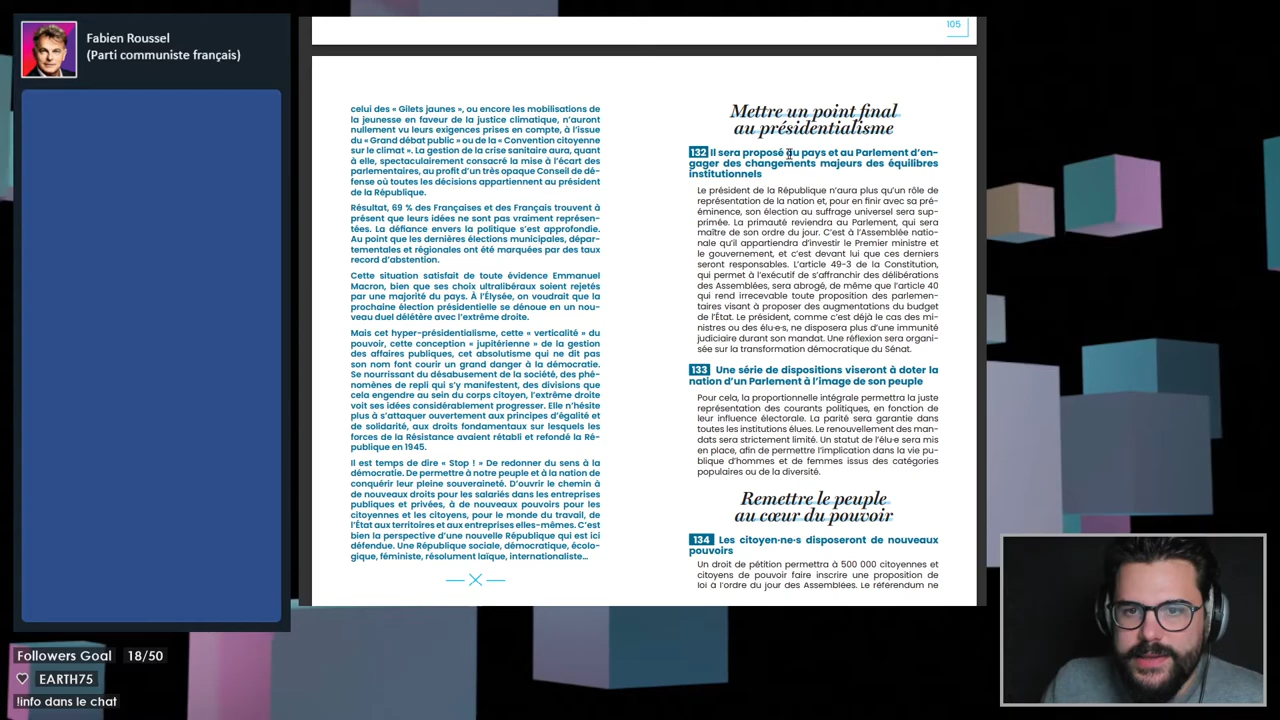 Fabien Roussel
(Parti communiste français)
105
celui des « Gilets jaunes », ou encore les mobilisations de
la jeunesse en faveur de la justice climatique, n'auront
nullement vu leurs exigences prises en compte, à l'issue
du « Grand débat public » ou de la « Convention citoyenne
sur le climat ». La gestion de la crise sanitaire aura, quant
à elle, spectaculairement consacré la mise à l'écart des
parlementaires, au profit d'un très opaque Conseil de dé-
fense où toutes les décisions appartiennent au président
de la République.
Résultat, 69 % des Françaises et des Français trouvent à
présent que leurs idées ne sont pas vraiment représen-
tées. La défiance envers la politique s'est approfondie.
Au point que les dernières élections municipales, dépar-
tementales et régionales ont été marquées par des taux
record d'abstention.
Cette situation satisfait de toute évidence Emmanuel
Macron, bien que ses choix ultralibéraux soient rejetés
par une majorité du pays. À l'Élysée, on voudrait que la
prochaine élection présidentielle se dénoue en un nou-
veau duel délétère avec l'extrême droite.
Mais cet hyper-présidentialisme, cette « verticalité » du
pouvoir, cette conception « jupitérienne » de la gestion
des affaires publiques, cet absolutisme qui ne dit pas
son nom font courir un grand danger à la démocratie.
Se nourrissant du désabusement de la société, des phé-
nomènes de repli qui s'y manifestent, des divisions que
cela engendre au sein du corps citoyen, l'extrême droite
voit ses idées considérablement progresser. Elle n'hésite
plus à s'attaquer ouvertement aux principes d'égalité et
de solidarité, aux droits fondamentaux sur lesquels les
forces de la Résistance avaient rétabli et refondé la Ré-
publique en 1945.
Il est temps de dire « Stop ! » De redonner du sens à la
démocratie. De permettre à notre peuple et à la nation de
conquérir leur pleine souveraineté. D'ouvrir le chemin à
de nouveaux droits pour les salariés dans les entreprises
publiques et privées, à de nouveaux pouvoirs pour les
citoyennes et les citoyens, pour le monde du travail, de
l'État aux territoires et aux entreprises elles-mêmes. C'est
bien la perspective d'une nouvelle République qui est ici
défendue. Une République sociale, démocratique, écolo-
gique, féministe, résolument laïque, internationaliste...
Mettre un point final
au présidentialisme
132 Il sera proposé au pays et au Parlement d'en-
gager des changements majeurs des équilibres
institutionnels
Le président de la République n'aura plus qu'un rôle de
représentation de la nation et, pour en finir avec sa pré-
éminence, son élection au suffrage universel sera sup-
primée. La primauté reviendra au Parlement, qui sera
maître de son ordre du jour. C'est à l'Assemblée natio-
nale qu'il appartiendra d'investir le Premier ministre et
le gouvernement, et c'est devant lui que ces derniers
seront responsables. L'article 49-3 de la Constitution,
qui permet à l'exécutif de s'affranchir des délibérations
des Assemblées, sera abrogé, de même que l'article 40
qui rend irrecevable toute proposition des parlemen-
taires visant à proposer des augmentations du budget
de l'État. Le président, comme c'est déjà le cas des mi-
nistres ou des élu·e·s, ne disposera plus d'une immunité
judiciaire durant son mandat. Une réflexion sera organi-
sée sur la transformation démocratique du Sénat.
133 Une série de dispositions viseront à doter la
nation d'un Parlement à l'image de son peuple
Pour cela, la proportionnelle intégrale permettra la juste
représentation des courants politiques, en fonction de
leur influence électorale. La parité sera garantie dans
toutes les institutions élues. Le renouvellement des man-
dats sera strictement limité. Un statut de l'élu·e sera mis
en place, afin de permettre l'implication dans la vie pu-
blique d'hommes et de femmes issus des catégories
populaires ou de la diversité.
Remettre le peuple
au cœur du pouvoir
134 Les citoyen·ne·s disposeront de nouveaux
pouvoirs
Un droit de pétition permettra à 500 000 citoyennes et
citoyens de pouvoir faire inscrire une proposition de
loi à l'ordre du jour des Assemblées. Le référendum ne
Followers Goal 18/50
EARTH75
!info dans le chat